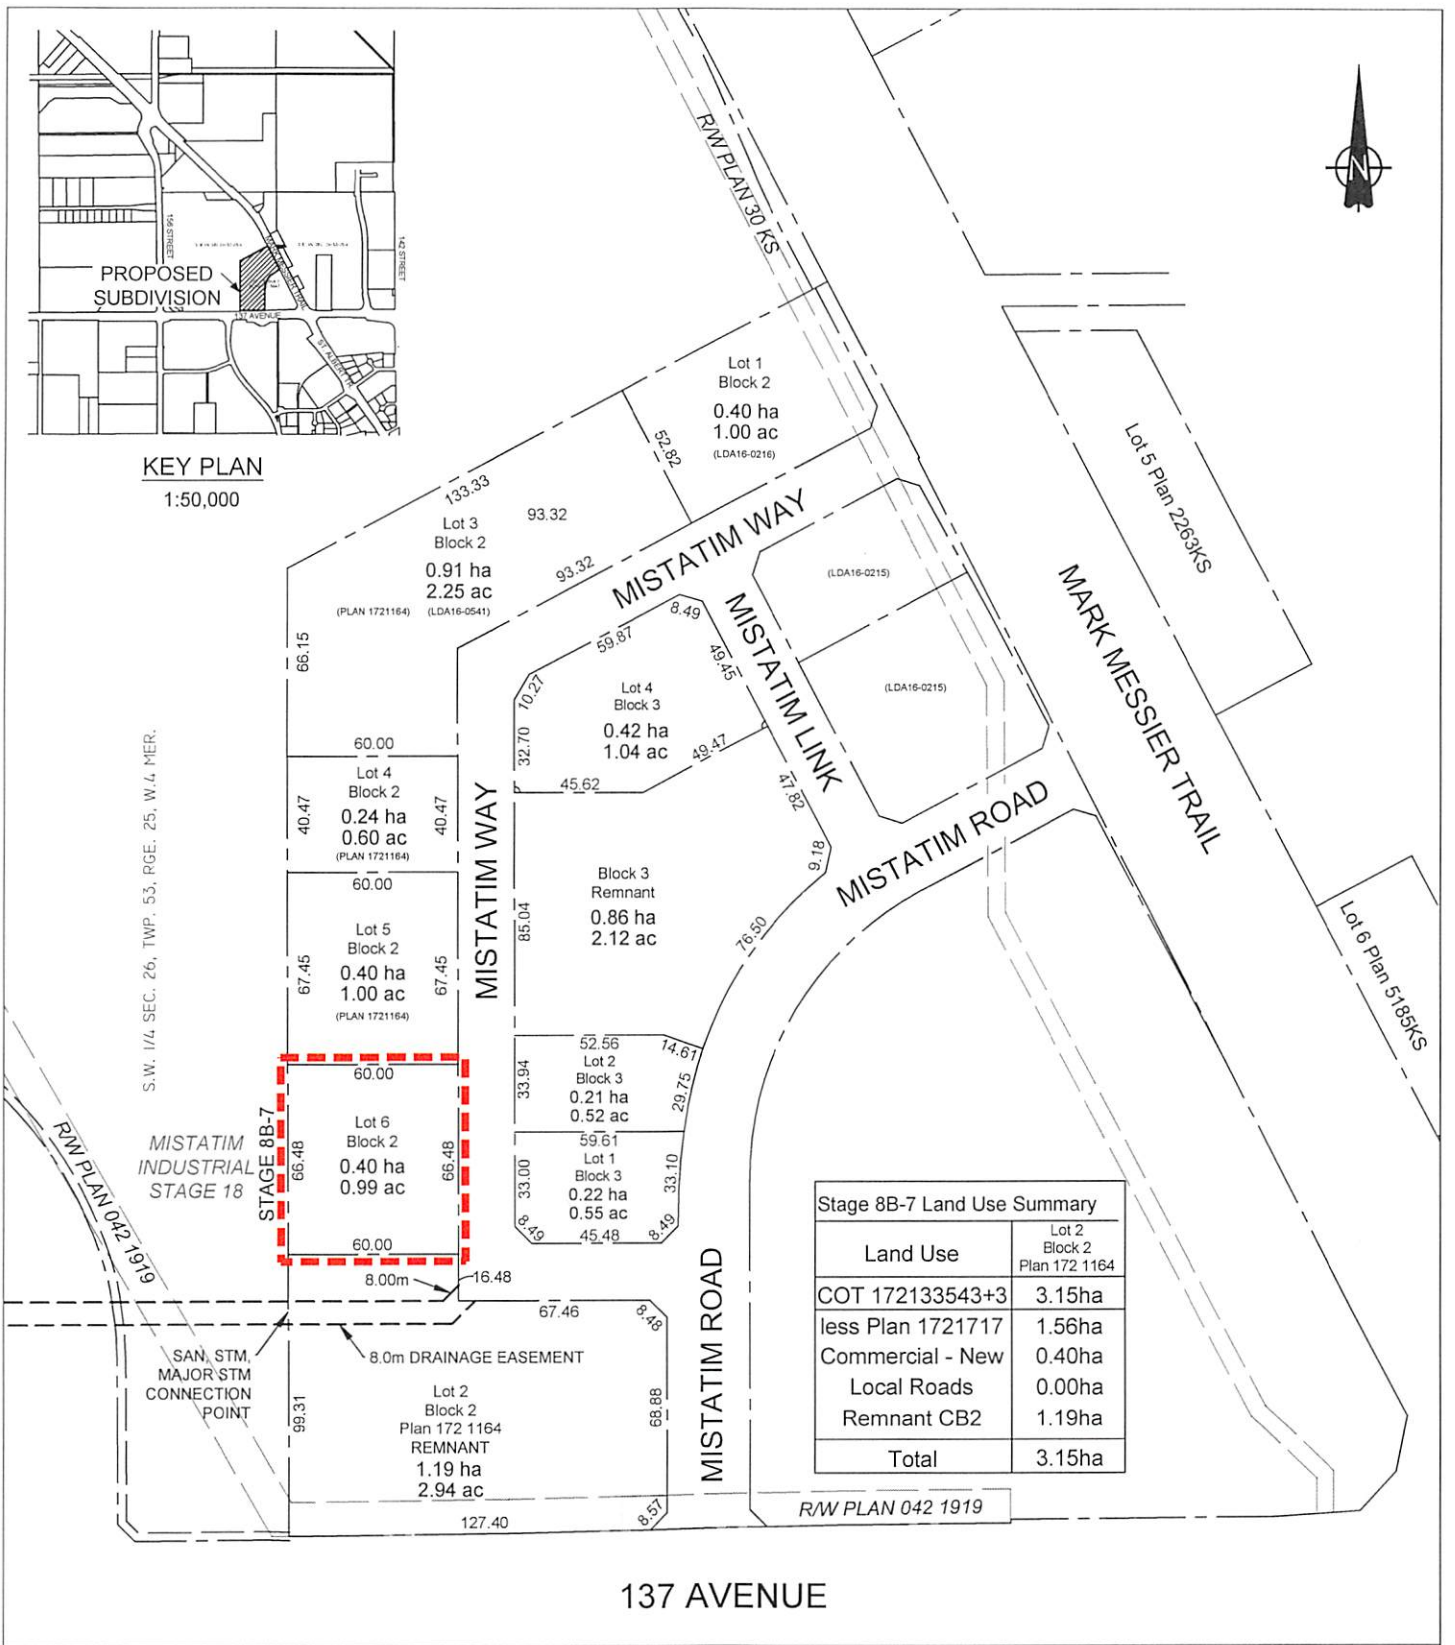 156 STREET
142 STREET
MARK MESSIER TRAIL
PROPOSED
SUBDIVISION
137 AVENUE
ST. ALBERT TR.
KEY PLAN
1:50,000
N
R/W PLAN 30 KS
Lot 1
Block 2
0.40 ha
1.00 ac
(LDA16-0216)
52.82
133.33
93.32
Lot 3
Block 2
0.91 ha
2.25 ac
(PLAN 1721164)
(LDA16-0541)
93.32
66.15
MISTATIM WAY
(LDA16-0215)
(LDA16-0215)
Lot 5 Plan 2263KS
MARK MESSIER TRAIL
Lot 6 Plan 5185KS
MISTATIM LINK
MISTATIM ROAD
8.49
59.87
49.45
10.27
Lot 4
Block 3
0.42 ha
1.04 ac
32.70
45.62
49.47
47.82
9.18
60.00
Lot 4
Block 2
0.24 ha
0.60 ac
(PLAN 1721164)
40.47
40.47
60.00
MISTATIM WAY
Block 3
Remnant
0.86 ha
2.12 ac
85.04
76.50
Lot 5
Block 2
0.40 ha
1.00 ac
(PLAN 1721164)
67.45
67.45
S.W. 1/4 SEC. 26, TWP. 53, RGE. 25, W.4 MER.
52.56
14.61
Lot 2
Block 3
0.21 ha
0.52 ac
33.94
29.75
59.61
Lot 1
Block 3
0.22 ha
0.55 ac
33.00
33.10
8.49
45.48
8.49
60.00
Lot 6
Block 2
0.40 ha
0.99 ac
66.48
66.48
60.00
STAGE 8B-7
MISTATIM
INDUSTRIAL
STAGE 18
R/W PLAN 042 1919
8.00m
16.48
67.46
8.48
SAN, STM,
MAJOR STM
CONNECTION
POINT
8.0m DRAINAGE EASEMENT
Lot 2
Block 2
Plan 172 1164
REMNANT
1.19 ha
2.94 ac
99.31
68.88
127.40
8.57
MISTATIM ROAD
Stage 8B-7 Land Use Summary
Land Use
Lot 2
Block 2
Plan 172 1164
COT 172133543+3 3.15ha
less Plan 1721717 1.56ha
Commercial - New 0.40ha
Local Roads 0.00ha
Remnant CB2 1.19ha
Total 3.15ha
R/W PLAN 042 1919
137 AVENUE